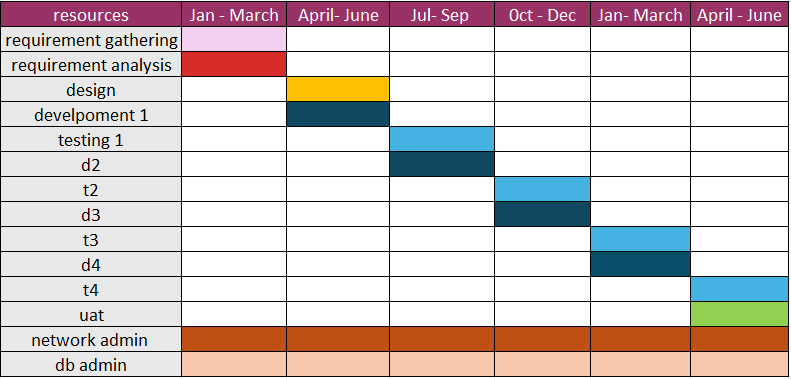 resources Jan - March April- June Jul- Sep 0ct - Dec Jan- March April - June
requirement gathering
requirement analysis
design
develpoment 1
testing 1
d2
t2
d3
t3
d4
t4
uat
network admin
db admin